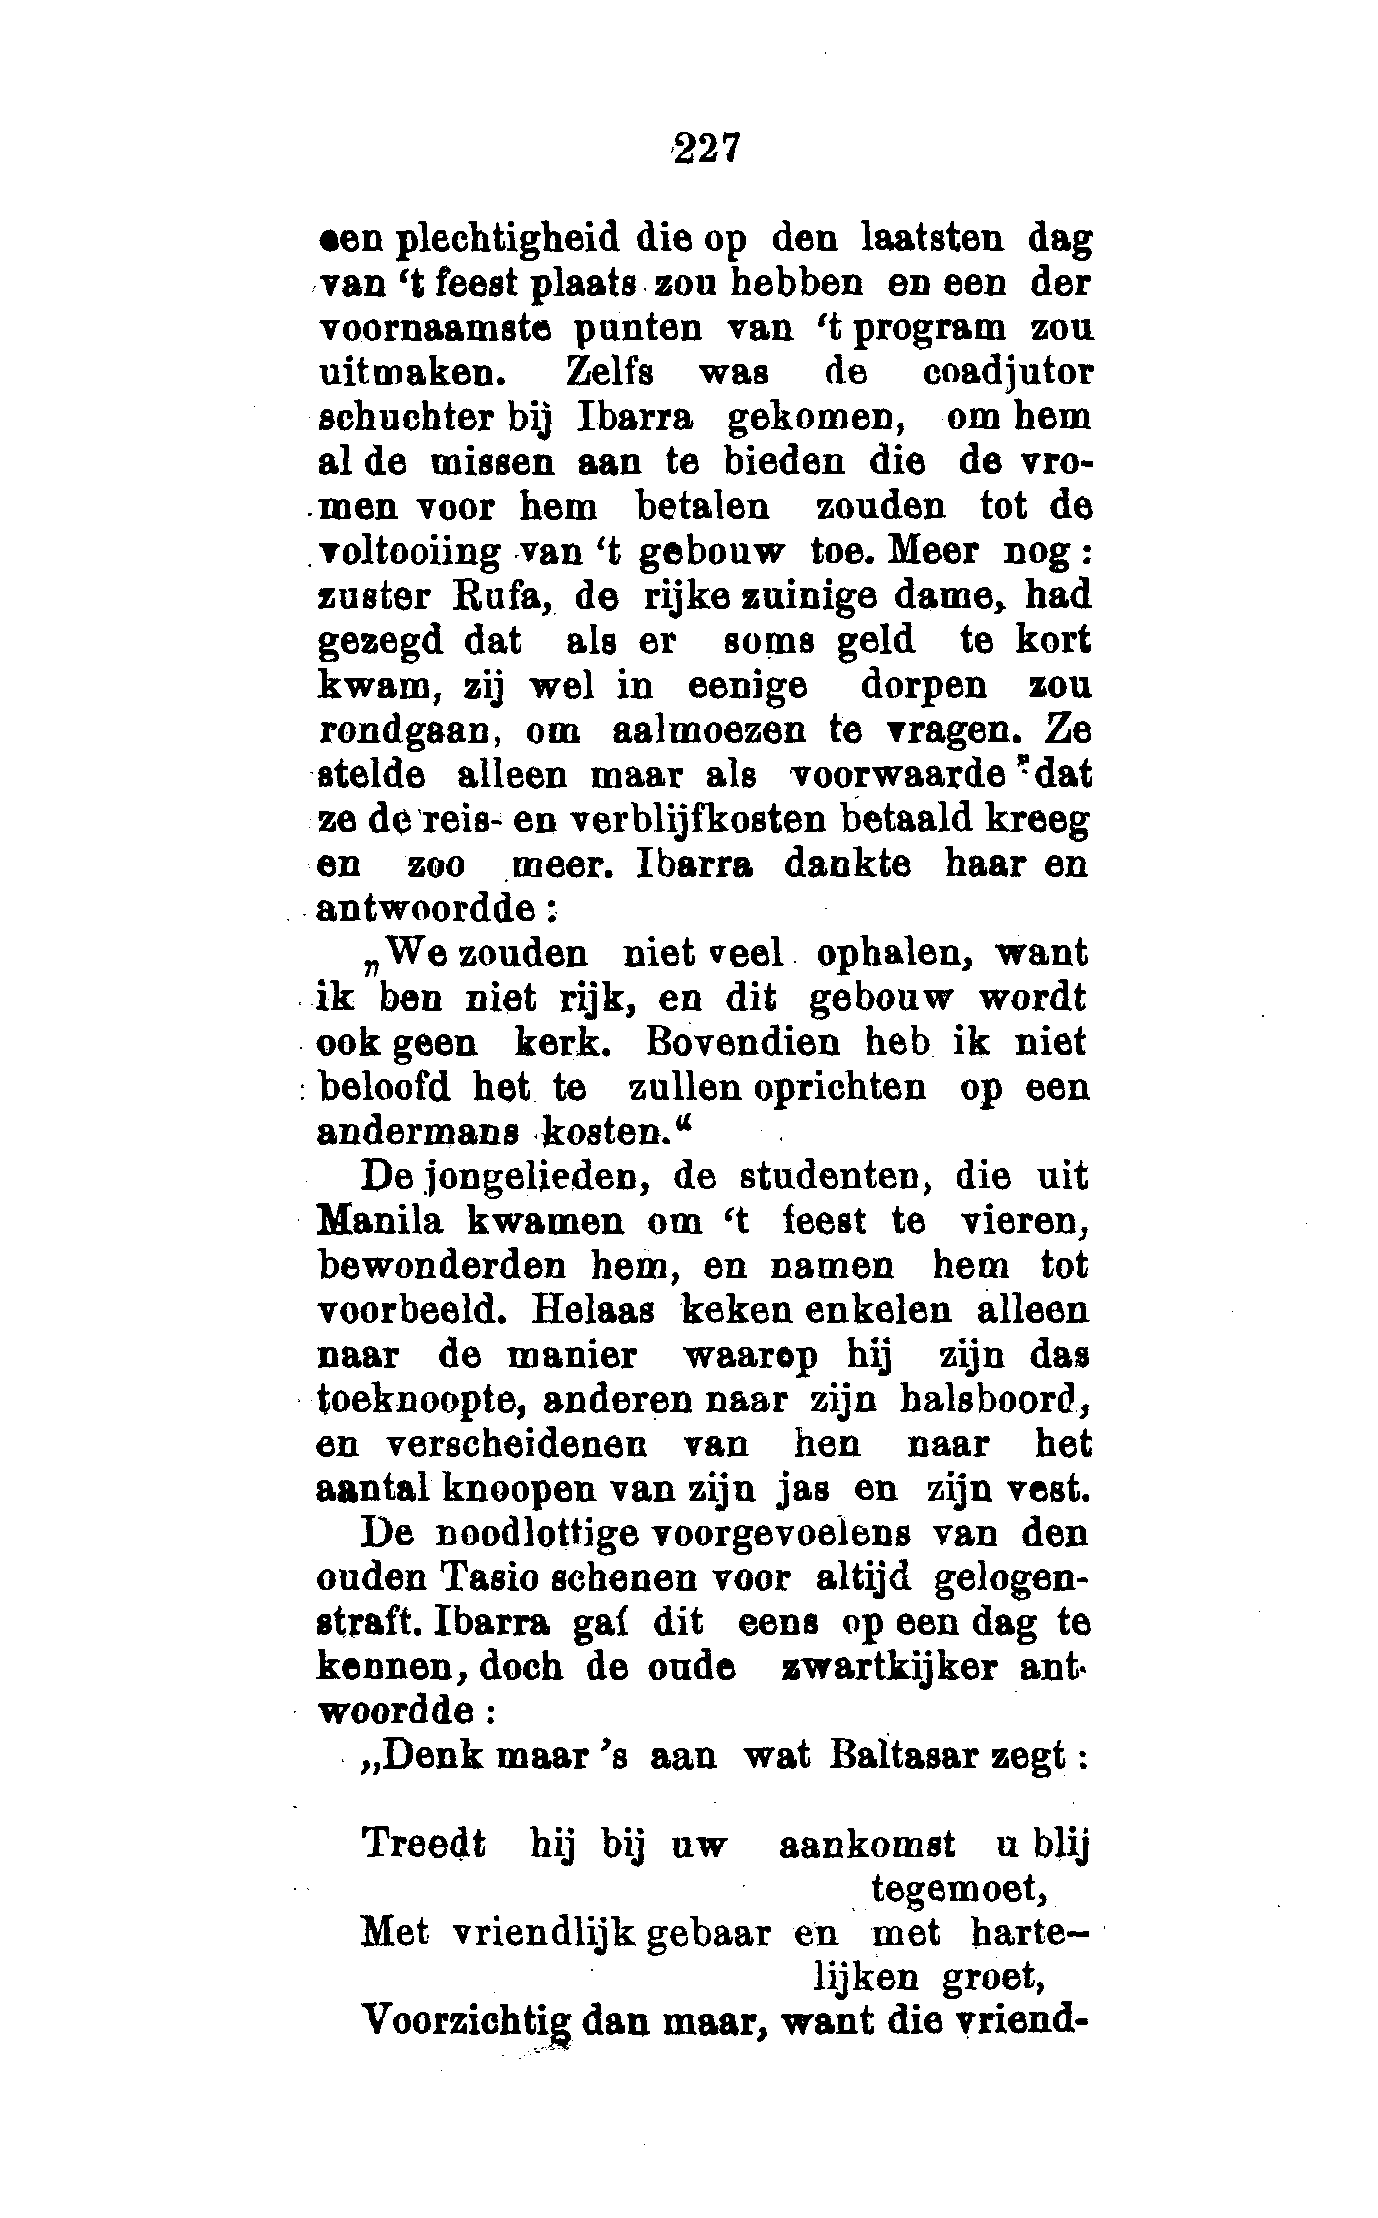 227
een plechtigheid die op den laatsten dag
van ‘t feest plaats zou hebben en een der
voornaamste punten van ‘t program zou
uitmaken. Zelfs was de coadjutor
schuchter bij Ibarra gekomen, om hem
al de missen aan te bieden die de vro-
men voor hem betalen zouden tot de
voltooiing van ‘t gebouw toe. Meer nog :
zuster Rufa, de rijke zuinige dame, had
gezegd dat als er soms geld te kort
kwam, zij wel in eenige dorpen zou
rondgaan, om aalmoezen te vragen. Ze
stelde alleen maar als voorwaarde dat
ze de reis- en verblijfkosten betaald kreeg
en zoo meer. Ibarra dankte haar en
antwoordde :
„We zouden niet veel ophalen, want
ik ben niet rijk, en dit gebouw wordt
ook geen kerk. Bovendien heb ik niet
beloofd het te zullen oprichten op een
andermans kosten.“
De jongelieden, de studenten, die uit
Manila kwamen om ‘t feest te vieren,
bewonderden hem, en namen hem tot
voorbeeld. Helaas keken enkelen alleen
naar de manier waarop hij zijn das
toeknoopte, anderen naar zijn halsboord,
en verscheidenen van hen naar het
aantal knoopen van zijn jas en zijn vest.
De noodlottige voorgevoelens van den
ouden Tasio schenen voor altijd gelogen-
straft. Ibarra gaf dit eens op een dag te
kennen, doch de oude zwartkijker ant-
woordde :
„Denk maar ’s aan wat Baltasar zegt :
Treedt hij bij uw aankomst u blij
tegemoet,
Met vriendlijk gebaar en met harte-
lijken groet,
Voorzichtig dan maar, want die vriend-